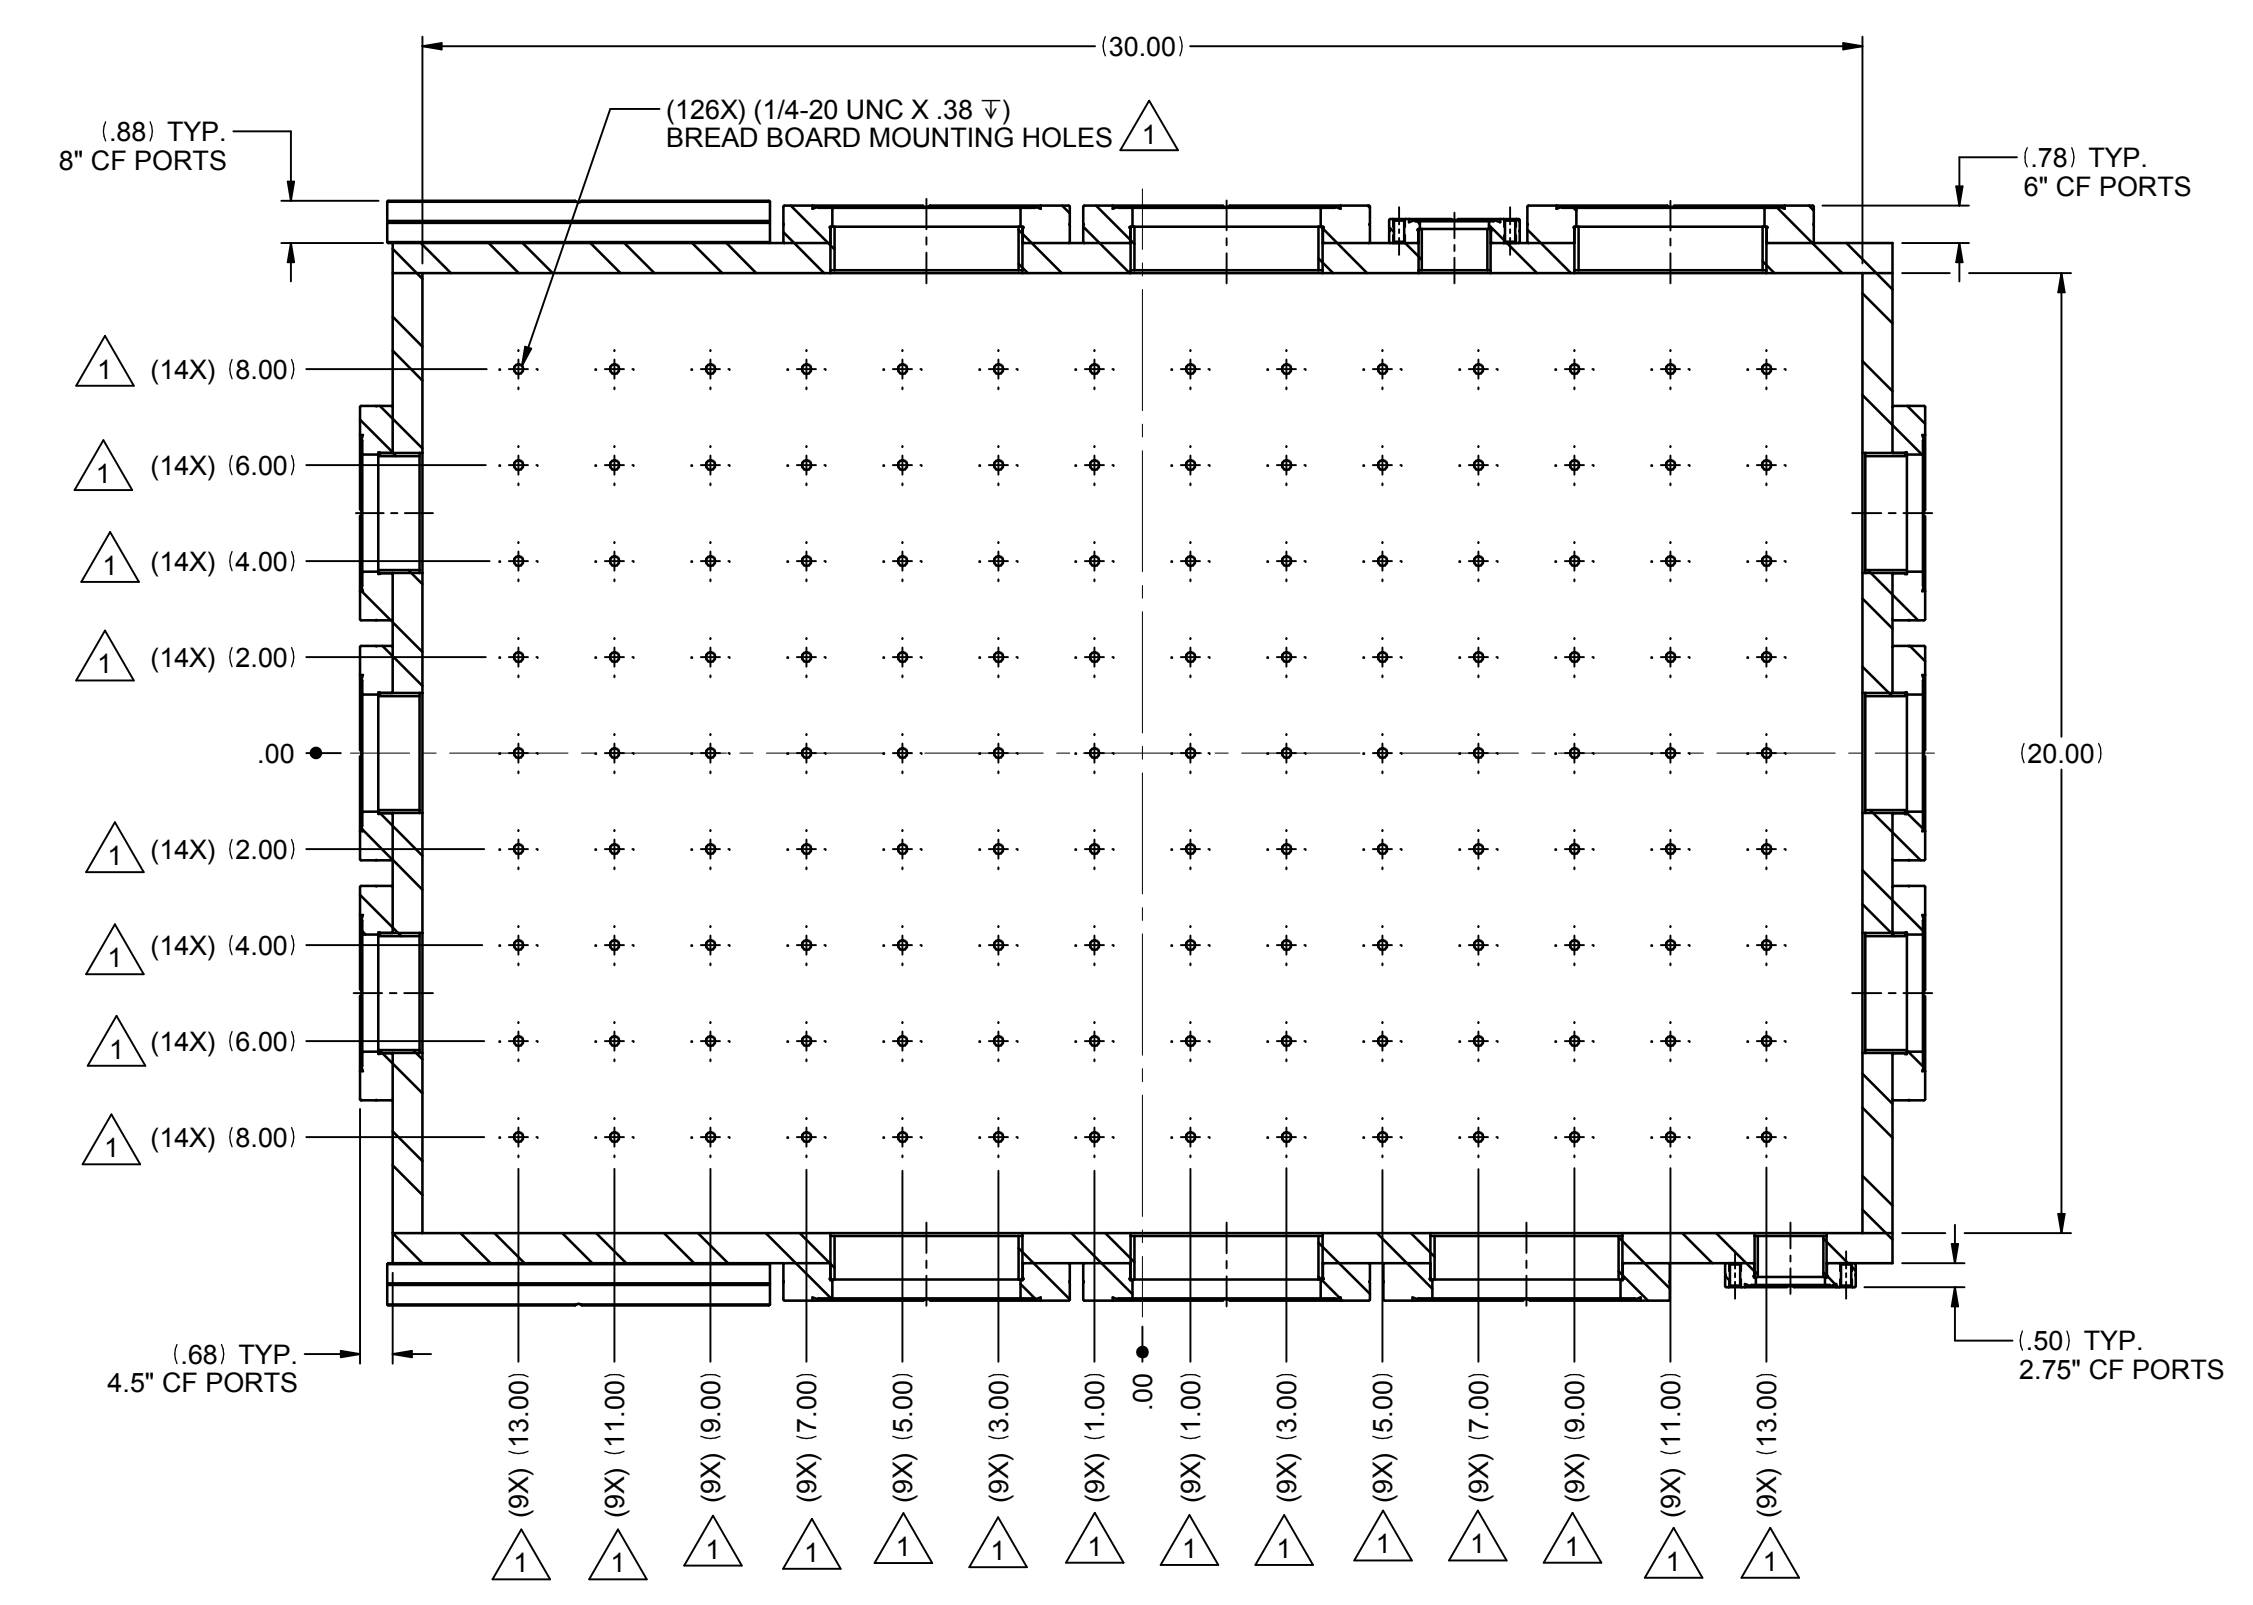 (30.00)
(126X) (1/4-20 UNC X .38 ↧)
BREAD BOARD MOUNTING HOLES 1
(.88) TYP.
8" CF PORTS
(.78) TYP.
6" CF PORTS
1 (14X) (8.00)
1 (14X) (6.00)
1 (14X) (4.00)
1 (14X) (2.00)
.00
(20.00)
1 (14X) (2.00)
1 (14X) (4.00)
1 (14X) (6.00)
1 (14X) (8.00)
(.68) TYP.
4.5" CF PORTS
(.50) TYP.
2.75" CF PORTS
1 (9X) (13.00)
1 (9X) (11.00)
1 (9X) (9.00)
1 (9X) (7.00)
1 (9X) (5.00)
1 (9X) (3.00)
1 (9X) (1.00)
.00
1 (9X) (1.00)
1 (9X) (3.00)
1 (9X) (5.00)
1 (9X) (7.00)
1 (9X) (9.00)
1 (9X) (11.00)
1 (9X) (13.00)